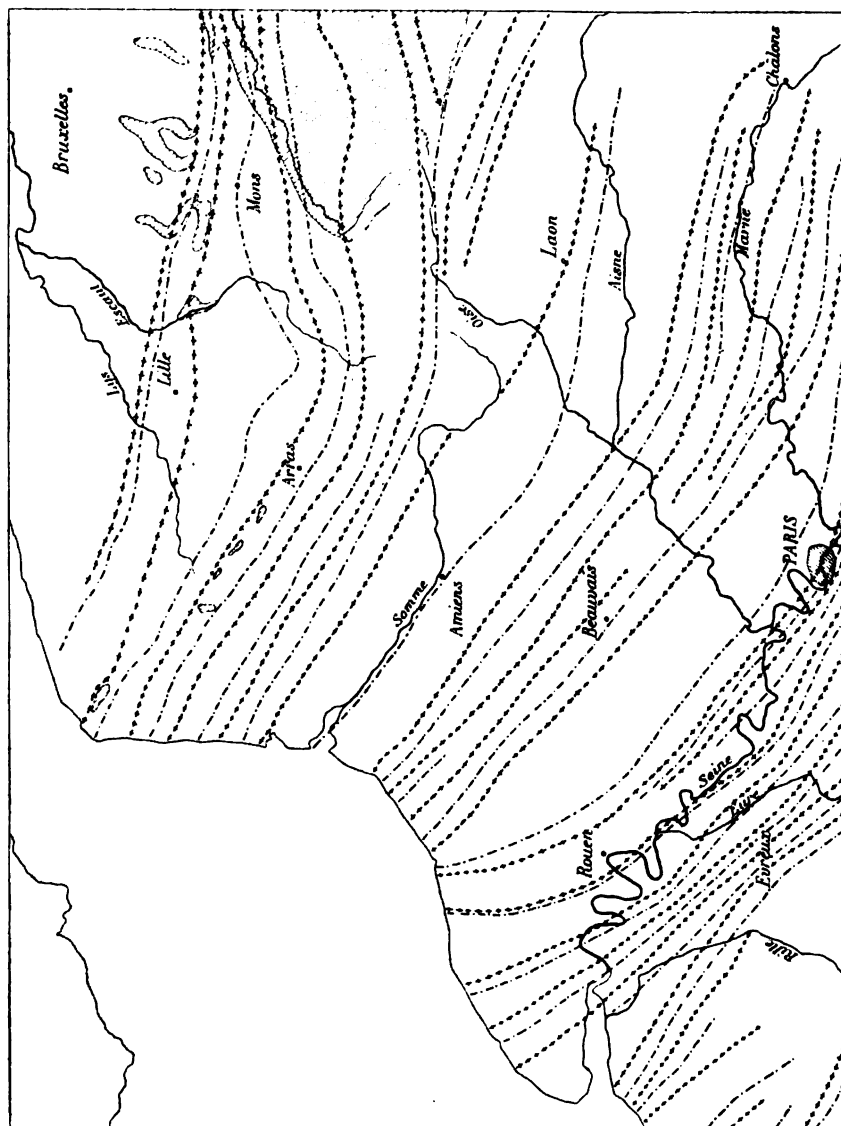 Bruxelles
Mons
Escaut
Lys
Lille
Arras
Laon
Oise
Aisne
Châlons
Marne
Somme
Amiens
Beauvais
PARIS
Seine
Eure
Rouen
Evreux
Rille